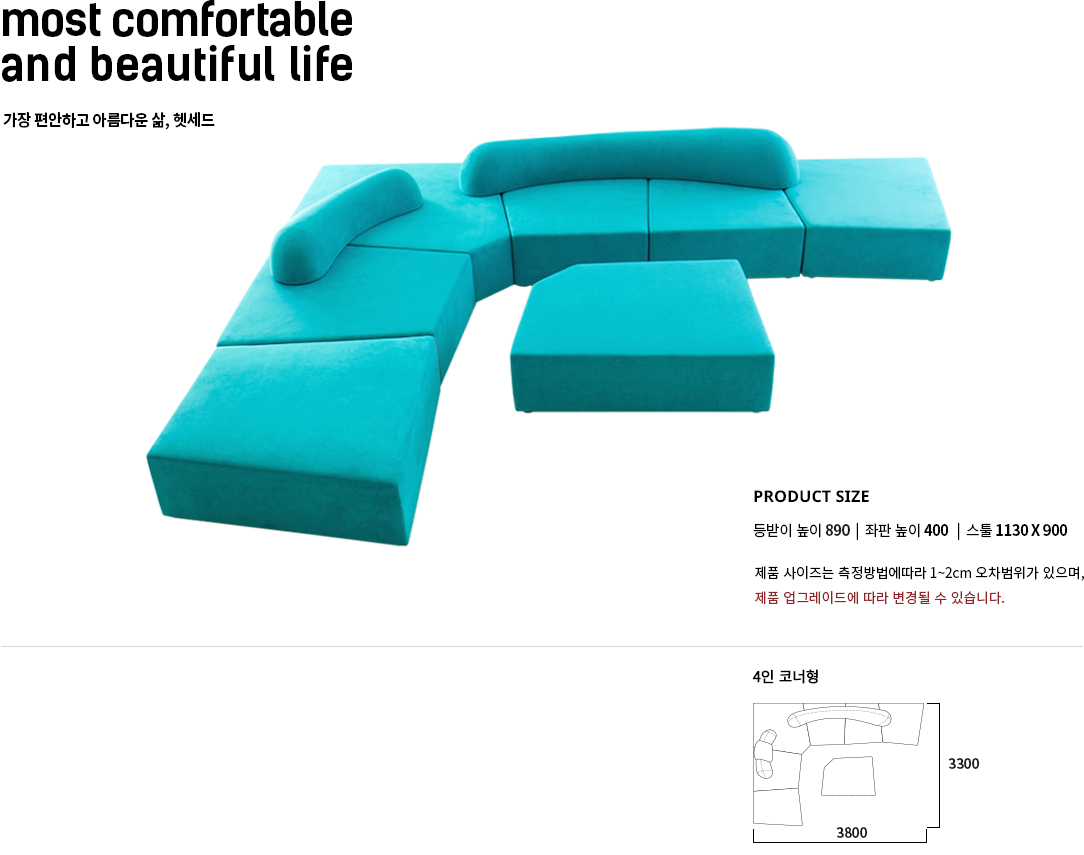 most comfortable
and beautiful life
가장 편안하고 아름다운 삶, 헷세드
PRODUCT SIZE
등받이 높이 890 | 좌판 높이 400 | 스툴 1130 X 900
제품 사이즈는 측정방법에따라 1~2cm 오차범위가 있으며,
제품 업그레이드에 따라 변경될 수 있습니다.
4인 코너형
3300
3800